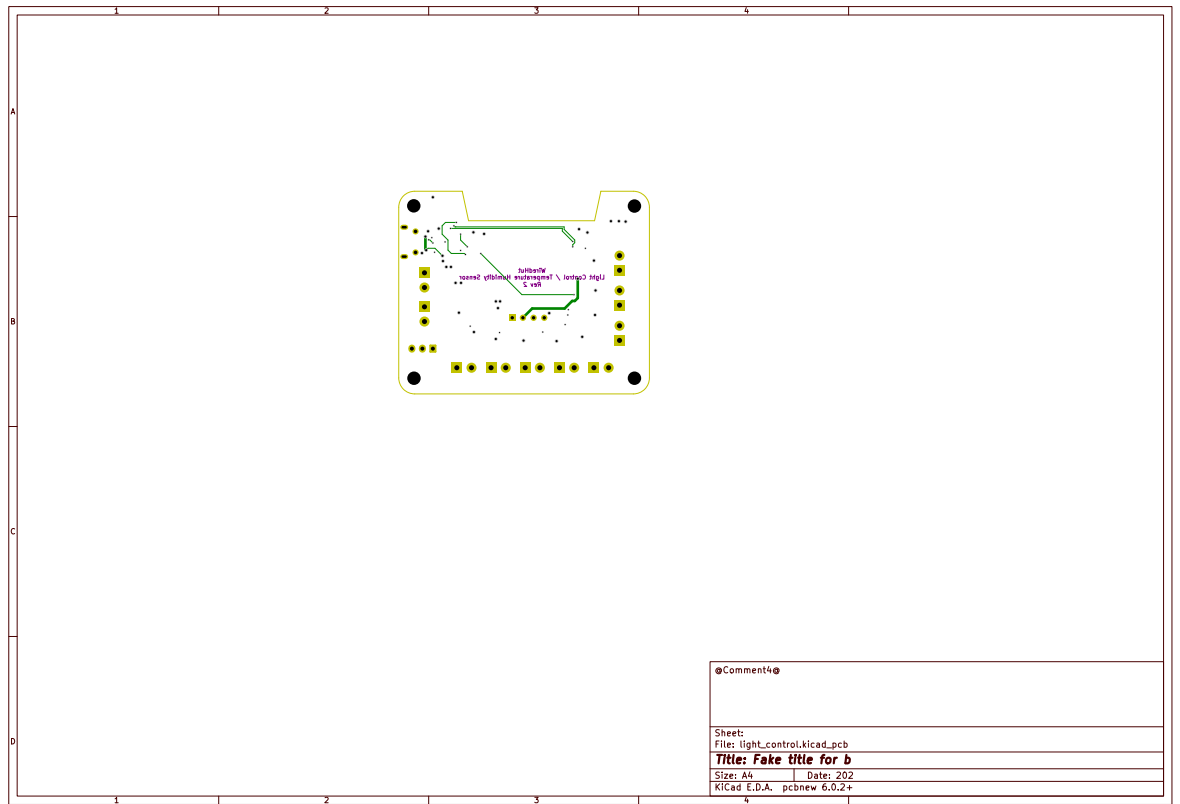 1 2 3 4
A
B
C
D
WiredHut
Light Control / Temperature Humidity Sensor
Rev 2
@Comment4@
Sheet:
File: light_control.kicad_pcb
Title: Fake title for b
Size: A4 Date: 202
KiCad E.D.A. pcbnew 6.0.2+
1 2 3 4